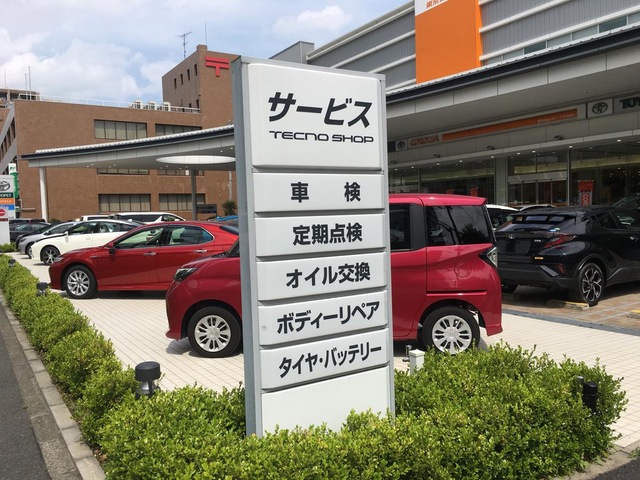 サービス
TECNO SHOP
車検
定期点検
オイル交換
ボディーリペア
タイヤ・バッテリー